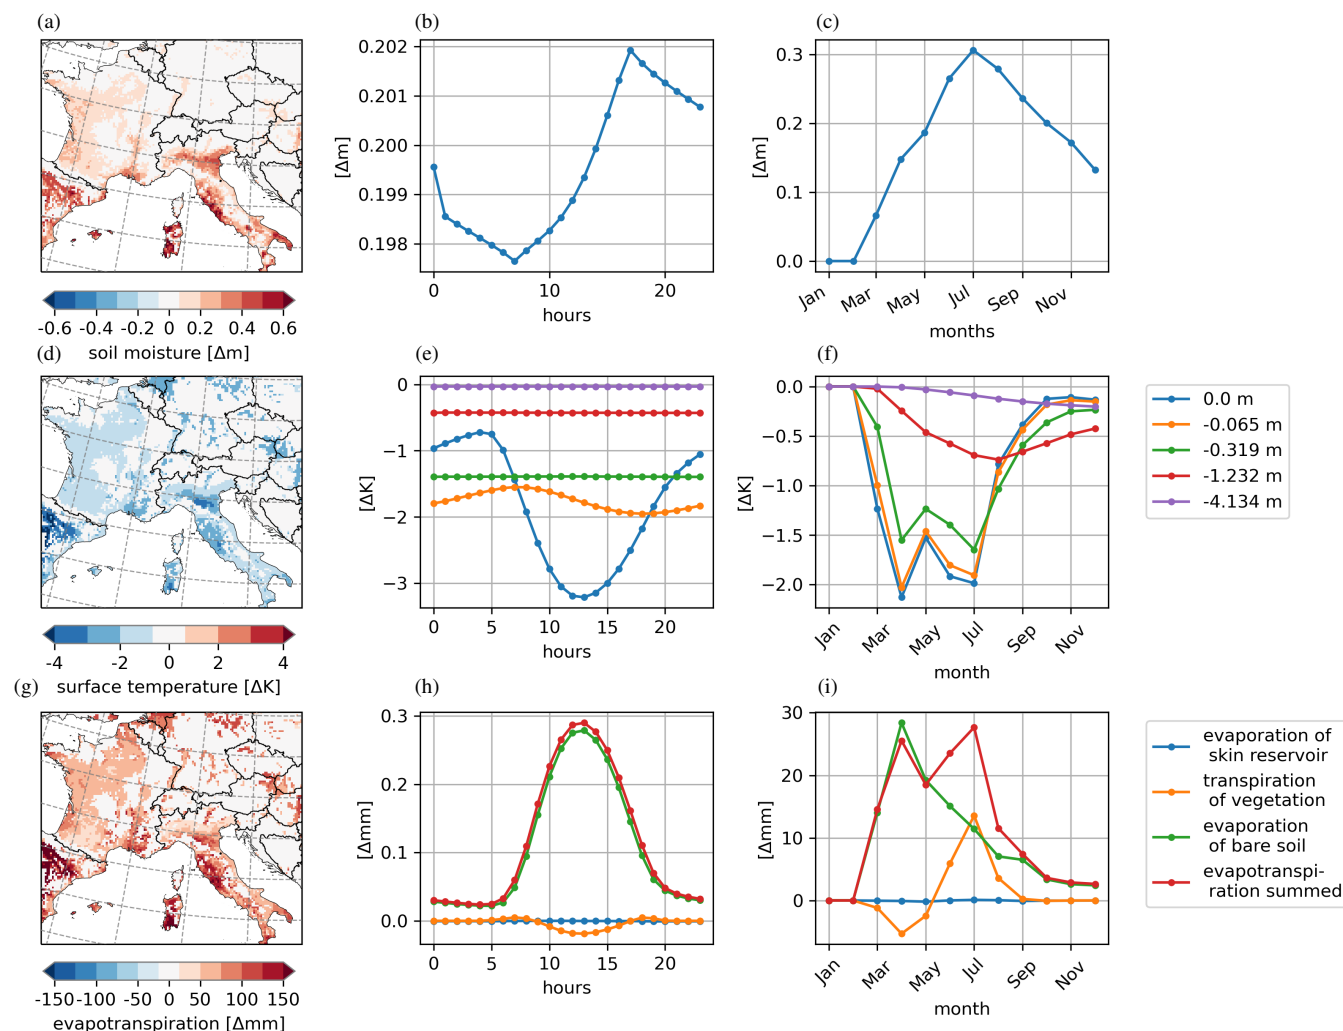 (a)
(b)
(c)
0.202
0.201
0.200
0.199
0.198
[Δm]
0
10
20
hours
0.3
0.2
0.1
0.0
[Δm]
Jan
Mar
May
Jul
Sep
Nov
months
-0.6 -0.4 -0.2 0 0.2 0.4 0.6
soil moisture [Δm]
(d)
(e)
(f)
0
−1
−2
−3
[ΔK]
0
5
10
15
20
hours
0.0
−0.5
−1.0
−1.5
−2.0
[ΔK]
Jan
Mar
May
Jul
Sep
Nov
month
0.0 m
-0.065 m
-0.319 m
-1.232 m
-4.134 m
-4 -2 0 2 4
surface temperature [ΔK]
(g)
(h)
(i)
0.3
0.2
0.1
0.0
[Δmm]
0
5
10
15
20
hours
30
20
10
0
[Δmm]
Jan
Mar
May
Jul
Sep
Nov
month
evaporation of
skin reservoir
transpiration
of vegetation
evaporation
of bare soil
evapotranspi-
ration summed
-150 -100 -50 0 50 100 150
evapotranspiration [Δmm]